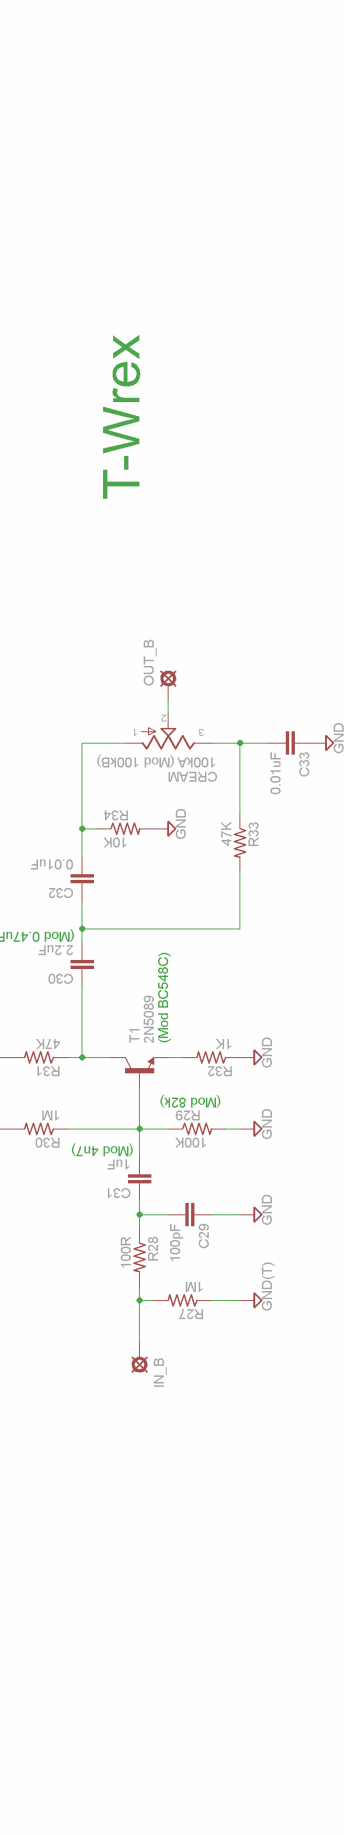 T-Wrex
OUT_B
1
2
3
100kA (Mod 100kB)
CREAM
0.01uF
C33
GND
R34
10K
GND
47K
R33
0.01uF
C32
(Mod 0.47uF
2.2uF
C30
47K
R31
T1
2N5089
(Mod BC548C)
1K
R32
GND
(Mod 82k)
1M
R30
R29
100K
GND
(Mod 4n7)
1uF
C31
100pF
C29
GND
100R
R28
1M
R27
GND(T)
IN_B